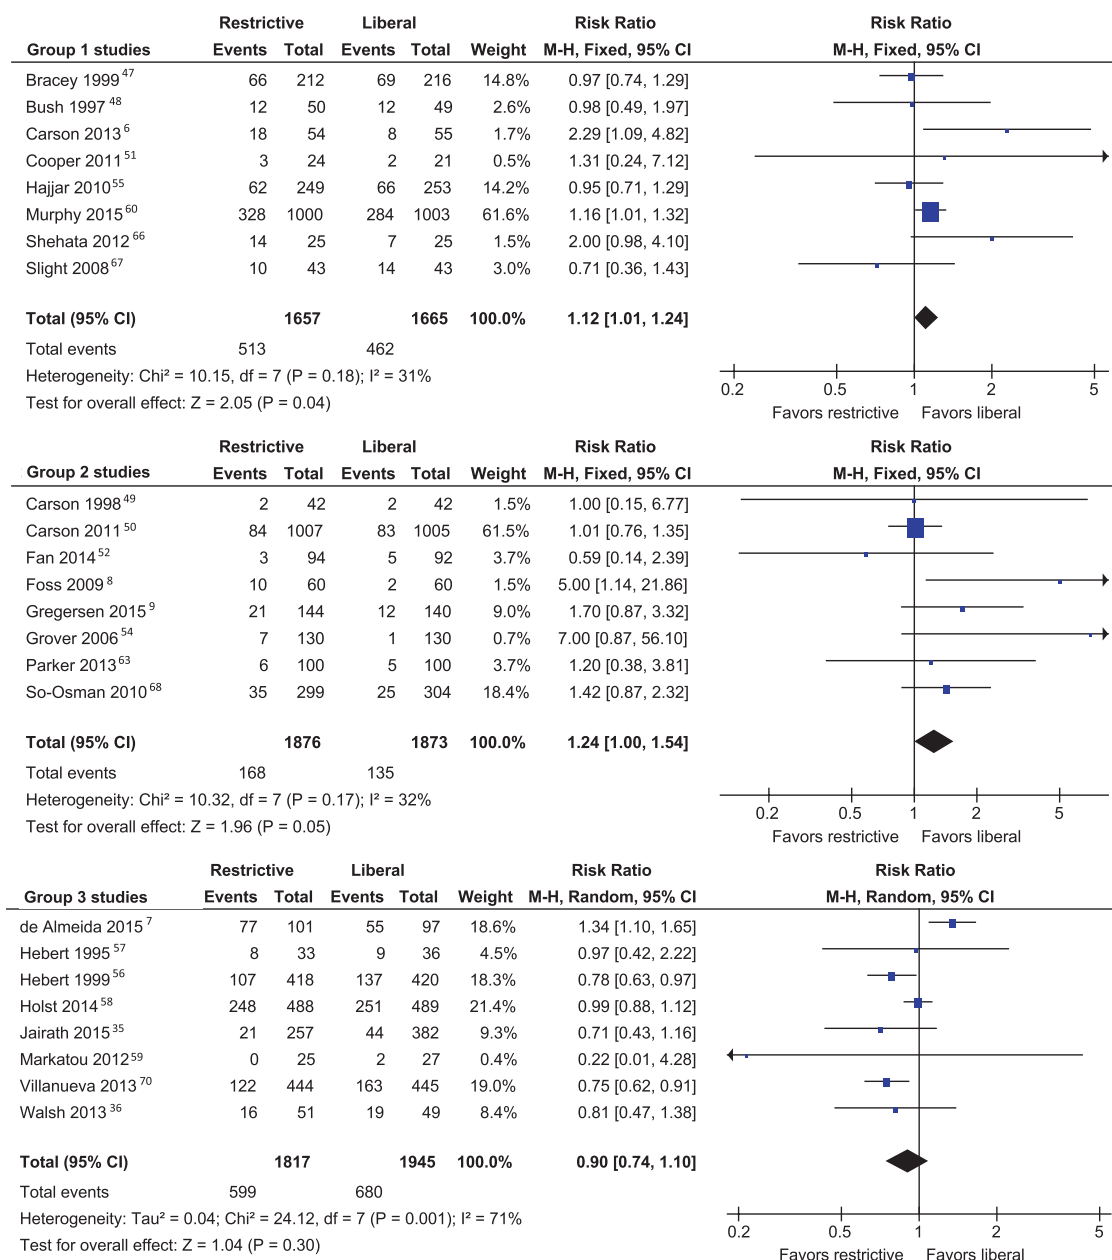 Restrictive Liberal Risk Ratio Risk Ratio
Group 1 studies Events Total Events Total Weight M-H, Fixed, 95% CI M-H, Fixed, 95% CI
Bracey 1999 47 66 212 69 216 14.8% 0.97 [0.74, 1.29]
Bush 1997 48 12 50 12 49 2.6% 0.98 [0.49, 1.97]
Carson 2013 6 18 54 8 55 1.7% 2.29 [1.09, 4.82]
Cooper 2011 51 3 24 2 21 0.5% 1.31 [0.24, 7.12]
Hajjar 2010 55 62 249 66 253 14.2% 0.95 [0.71, 1.29]
Murphy 2015 60 328 1000 284 1003 61.6% 1.16 [1.01, 1.32]
Shehata 2012 66 14 25 7 25 1.5% 2.00 [0.98, 4.10]
Slight 2008 67 10 43 14 43 3.0% 0.71 [0.36, 1.43]
Total (95% CI) 1657 1665 100.0% 1.12 [1.01, 1.24]
Total events 513 462
Heterogeneity: Chi² = 10.15, df = 7 (P = 0.18); I² = 31%
Test for overall effect: Z = 2.05 (P = 0.04)
0.2 0.5 1 2 5
Favors restrictive Favors liberal
Restrictive Liberal Risk Ratio Risk Ratio
Group 2 studies Events Total Events Total Weight M-H, Fixed, 95% CI M-H, Fixed, 95% CI
Carson 1998 49 2 42 2 42 1.5% 1.00 [0.15, 6.77]
Carson 2011 50 84 1007 83 1005 61.5% 1.01 [0.76, 1.35]
Fan 2014 52 3 94 5 92 3.7% 0.59 [0.14, 2.39]
Foss 2009 8 10 60 2 60 1.5% 5.00 [1.14, 21.86]
Gregersen 2015 9 21 144 12 140 9.0% 1.70 [0.87, 3.32]
Grover 2006 54 7 130 1 130 0.7% 7.00 [0.87, 56.10]
Parker 2013 63 6 100 5 100 3.7% 1.20 [0.38, 3.81]
So-Osman 2010 68 35 299 25 304 18.4% 1.42 [0.87, 2.32]
Total (95% CI) 1876 1873 100.0% 1.24 [1.00, 1.54]
Total events 168 135
Heterogeneity: Chi² = 10.32, df = 7 (P = 0.17); I² = 32%
Test for overall effect: Z = 1.96 (P = 0.05)
0.2 0.5 1 2 5
Favors restrictive Favors liberal
Restrictive Liberal Risk Ratio Risk Ratio
Group 3 studies Events Total Events Total Weight M-H, Random, 95% CI M-H, Random, 95% CI
de Almeida 2015 7 77 101 55 97 18.6% 1.34 [1.10, 1.65]
Hebert 1995 57 8 33 9 36 4.5% 0.97 [0.42, 2.22]
Hebert 1999 56 107 418 137 420 18.3% 0.78 [0.63, 0.97]
Holst 2014 58 248 488 251 489 21.4% 0.99 [0.88, 1.12]
Jairath 2015 35 21 257 44 382 9.3% 0.71 [0.43, 1.16]
Markatou 2012 59 0 25 2 27 0.4% 0.22 [0.01, 4.28]
Villanueva 2013 70 122 444 163 445 19.0% 0.75 [0.62, 0.91]
Walsh 2013 36 16 51 19 49 8.4% 0.81 [0.47, 1.38]
Total (95% CI) 1817 1945 100.0% 0.90 [0.74, 1.10]
Total events 599 680
Heterogeneity: Tau² = 0.04; Chi² = 24.12, df = 7 (P = 0.001); I² = 71%
Test for overall effect: Z = 1.04 (P = 0.30)
0.2 0.5 1 2 5
Favors restrictive Favors liberal